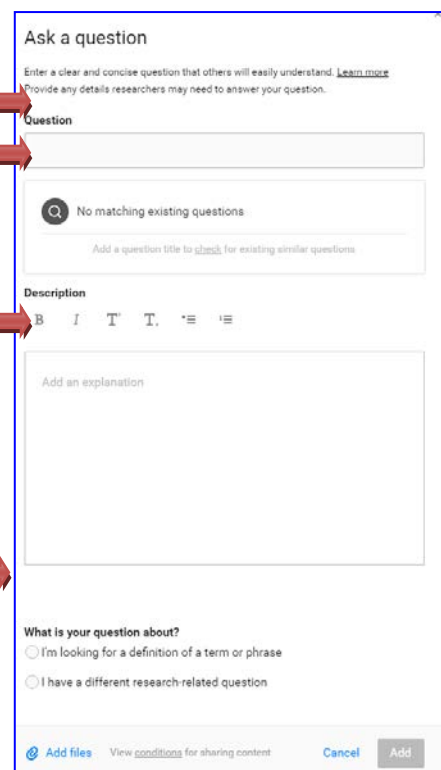 Ask a question
Enter a clear and concise question that others will easily understand. Learn more
Provide any details researchers may need to answer your question.
Question
No matching existing questions
Add a question title to check for existing similar questions
Description
B I T T
Add an explanation
What is your question about?
I'm looking for a definition of a term or phrase
I have a different research-related question
Add files View conditions for sharing content Cancel Add